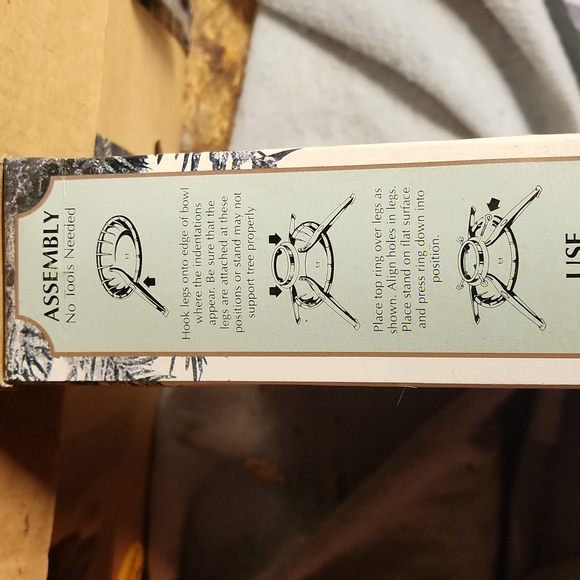 ASSEMBLY
No Tools Needed
Hook legs onto edge of bowl
where the indentations
appear. Be sure that the
legs are attached at these
positions or stand may not
support tree properly
Place top ring over legs as
shown. Align holes in legs.
Place stand on flat surface
and press ring down into
position.
USE